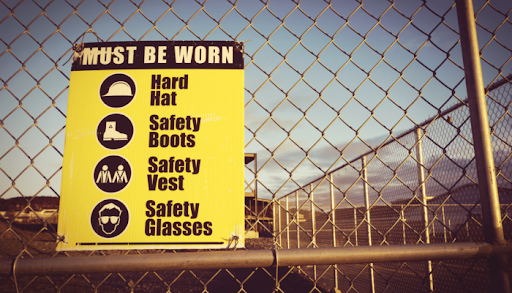 MUST BE WORN
Hard
Hat
Safety
Boots
Safety
Vest
Safety
Glasses